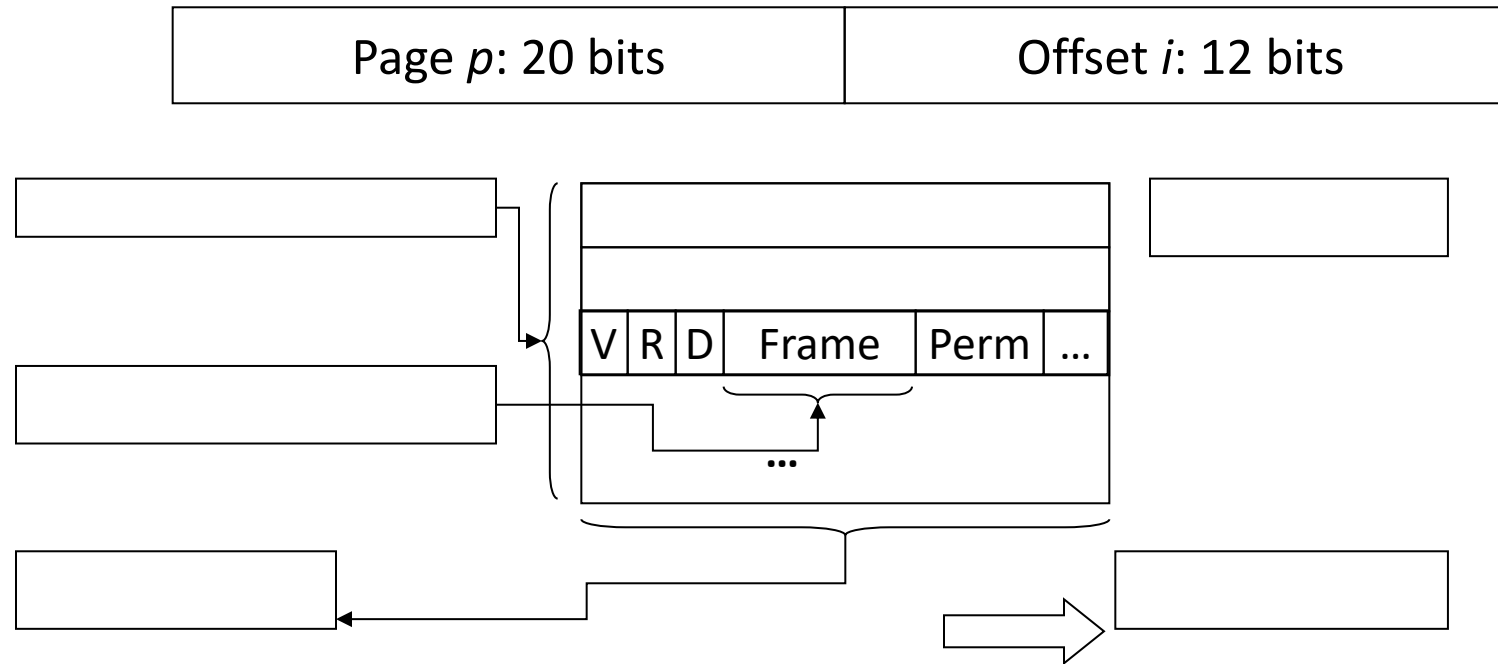 Page p: 20 bits Offset i: 12 bits
V R D Frame Perm ...
...